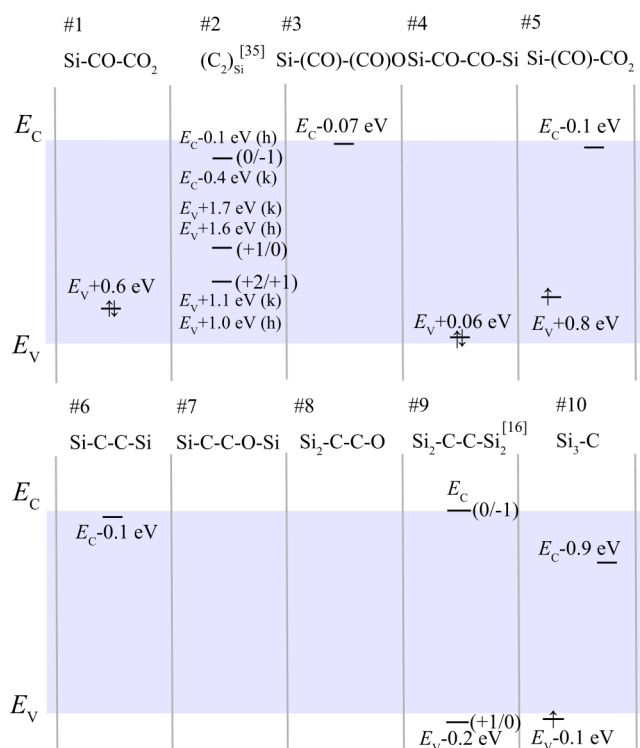 #1 #2 #3 #4 #5
Si-CO-CO₂ (C₂)Si[35] Si-(CO)-(CO)O Si-CO-CO-Si Si-(CO)-CO₂
EC EC-0.07 eV EC-0.1 eV
EC-0.1 eV (h)
(0/-1)
EC-0.4 eV (k)
EV+1.7 eV (k)
EV+1.6 eV (h)
(+1/0)
EV+0.6 eV (+2/+1)
EV+1.1 eV (k) EV+0.06 eV EV+0.8 eV
EV EV+1.0 eV (h)
#6 #7 #8 #9 #10
Si-C-C-Si Si-C-C-O-Si Si₂-C-C-O Si₂-C-C-Si₂[16] Si₃-C
EC EC
(0/-1)
EC-0.1 eV
EC-0.9 eV
EV (+1/0)
EV-0.2 eV EV-0.1 eV